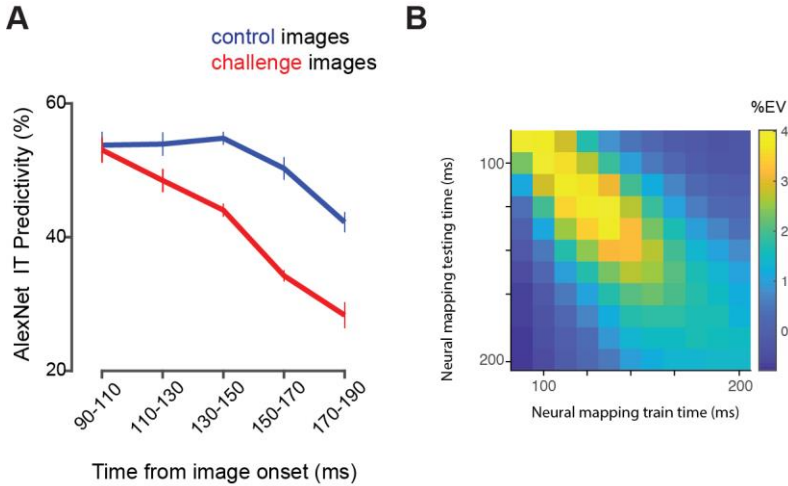 A
control images
challenge images
AlexNet IT Predictivity (%)
60
40
20
90-110
110-130
130-150
150-170
170-190
Time from image onset (ms)
B
%EV
Neural mapping testing time (ms)
100
200
100
200
Neural mapping train time (ms)
4
3
2
1
0